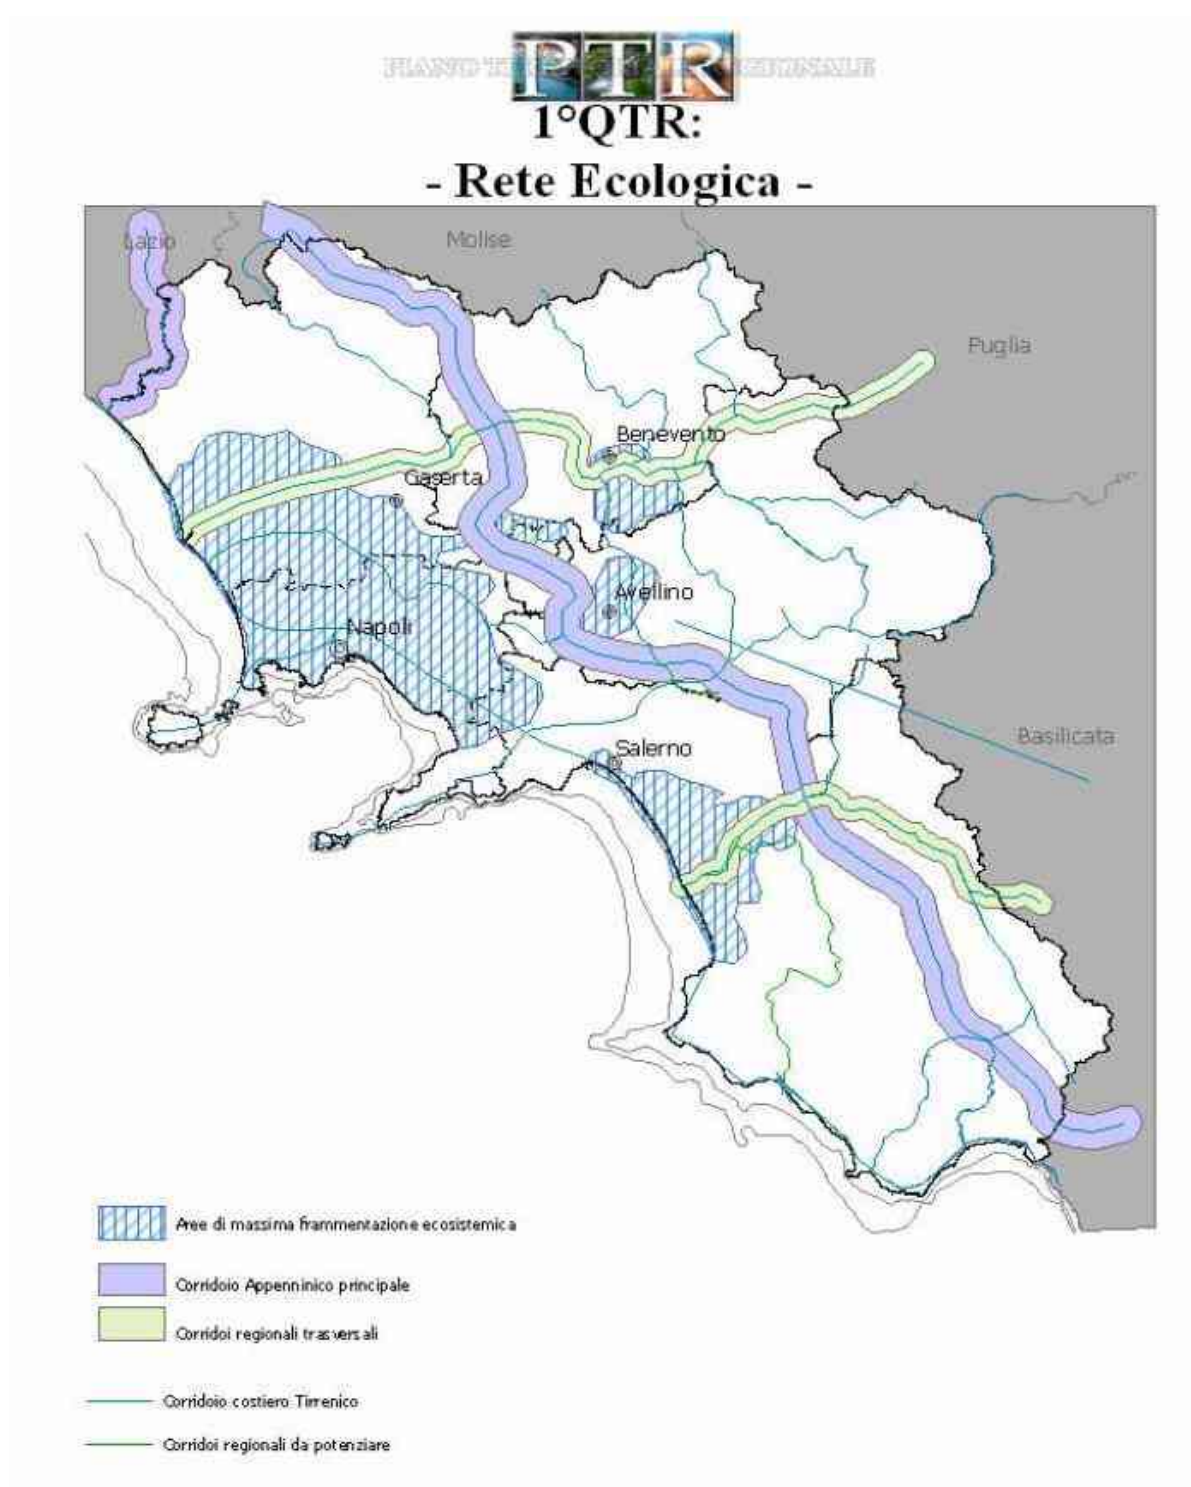 PTR
1°QTR:
- Rete Ecologica -
Lazio
Molise
Puglia
Benevento
Caserta
Avellino
Napoli
Basilicata
Salerno
Aree di massima frammentazione ecosistemica
Corridoio Appenninico principale
Corridoi regionali trasversali
Corridoio costiero Tirrenico
Corridoi regionali da potenziare